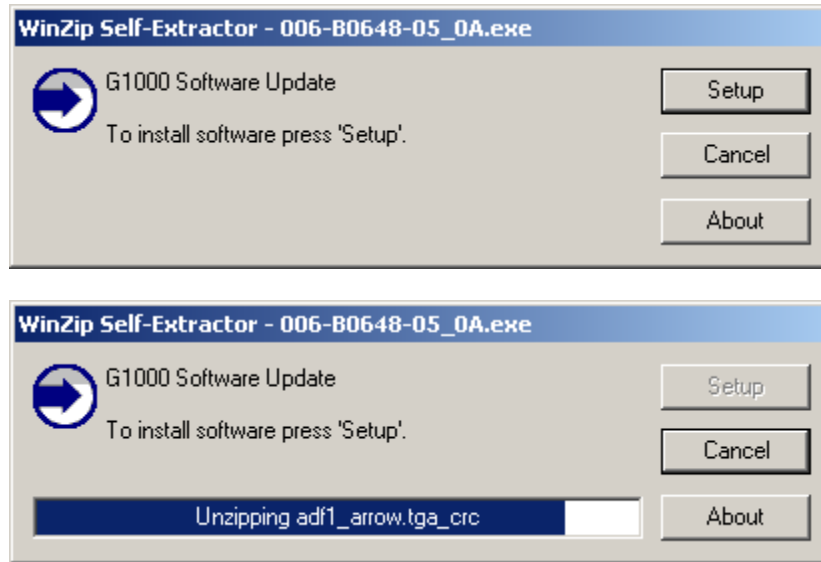 WinZip Self-Extractor - 006-B0648-05_0A.exe
G1000 Software Update
To install software press 'Setup'.
Setup
Cancel
About
WinZip Self-Extractor - 006-B0648-05_0A.exe
G1000 Software Update
To install software press 'Setup'.
Setup
Cancel
Unzipping adf1_arrow.tga_crc
About